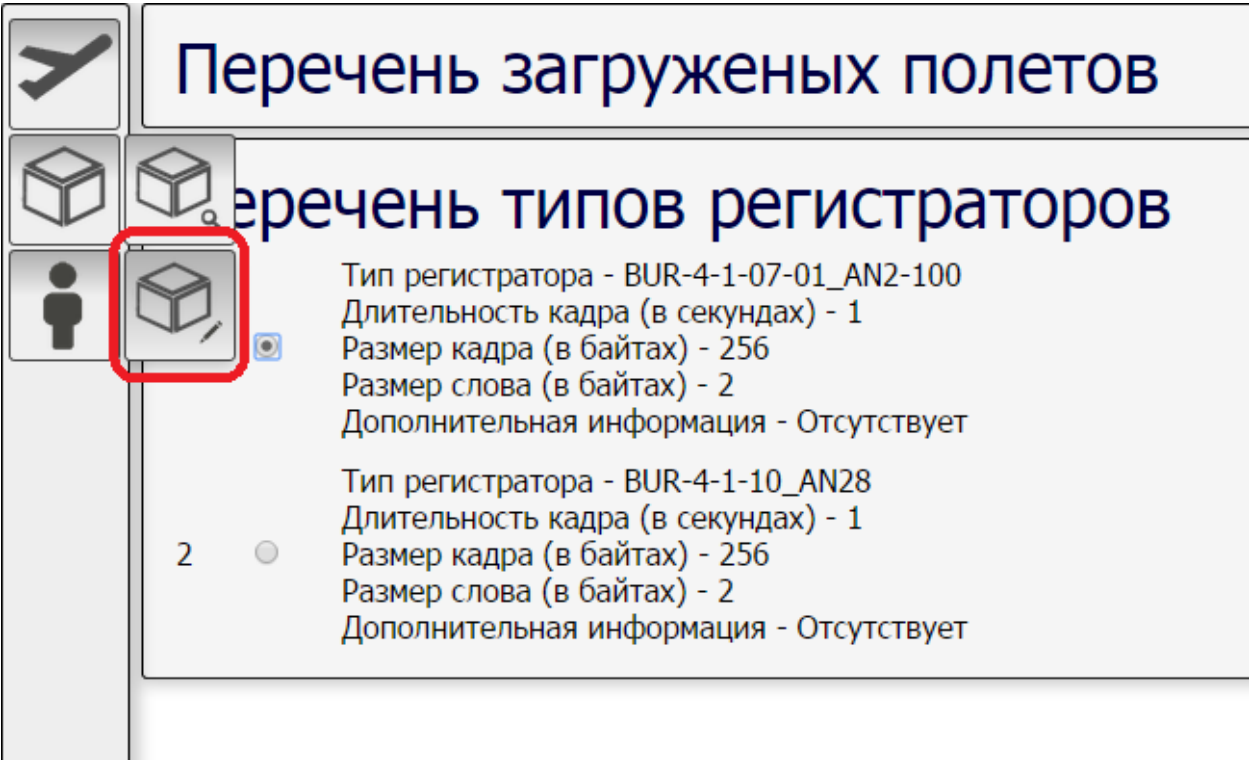 Перечень загруженых полетов
еречень типов регистраторов
Тип регистратора - BUR-4-1-07-01_AN2-100
Длительность кадра (в секундах) - 1
Размер кадра (в байтах) - 256
Размер слова (в байтах) - 2
Дополнительная информация - Отсутствует
Тип регистратора - BUR-4-1-10_AN28
Длительность кадра (в секундах) - 1
2 Размер кадра (в байтах) - 256
Размер слова (в байтах) - 2
Дополнительная информация - Отсутствует